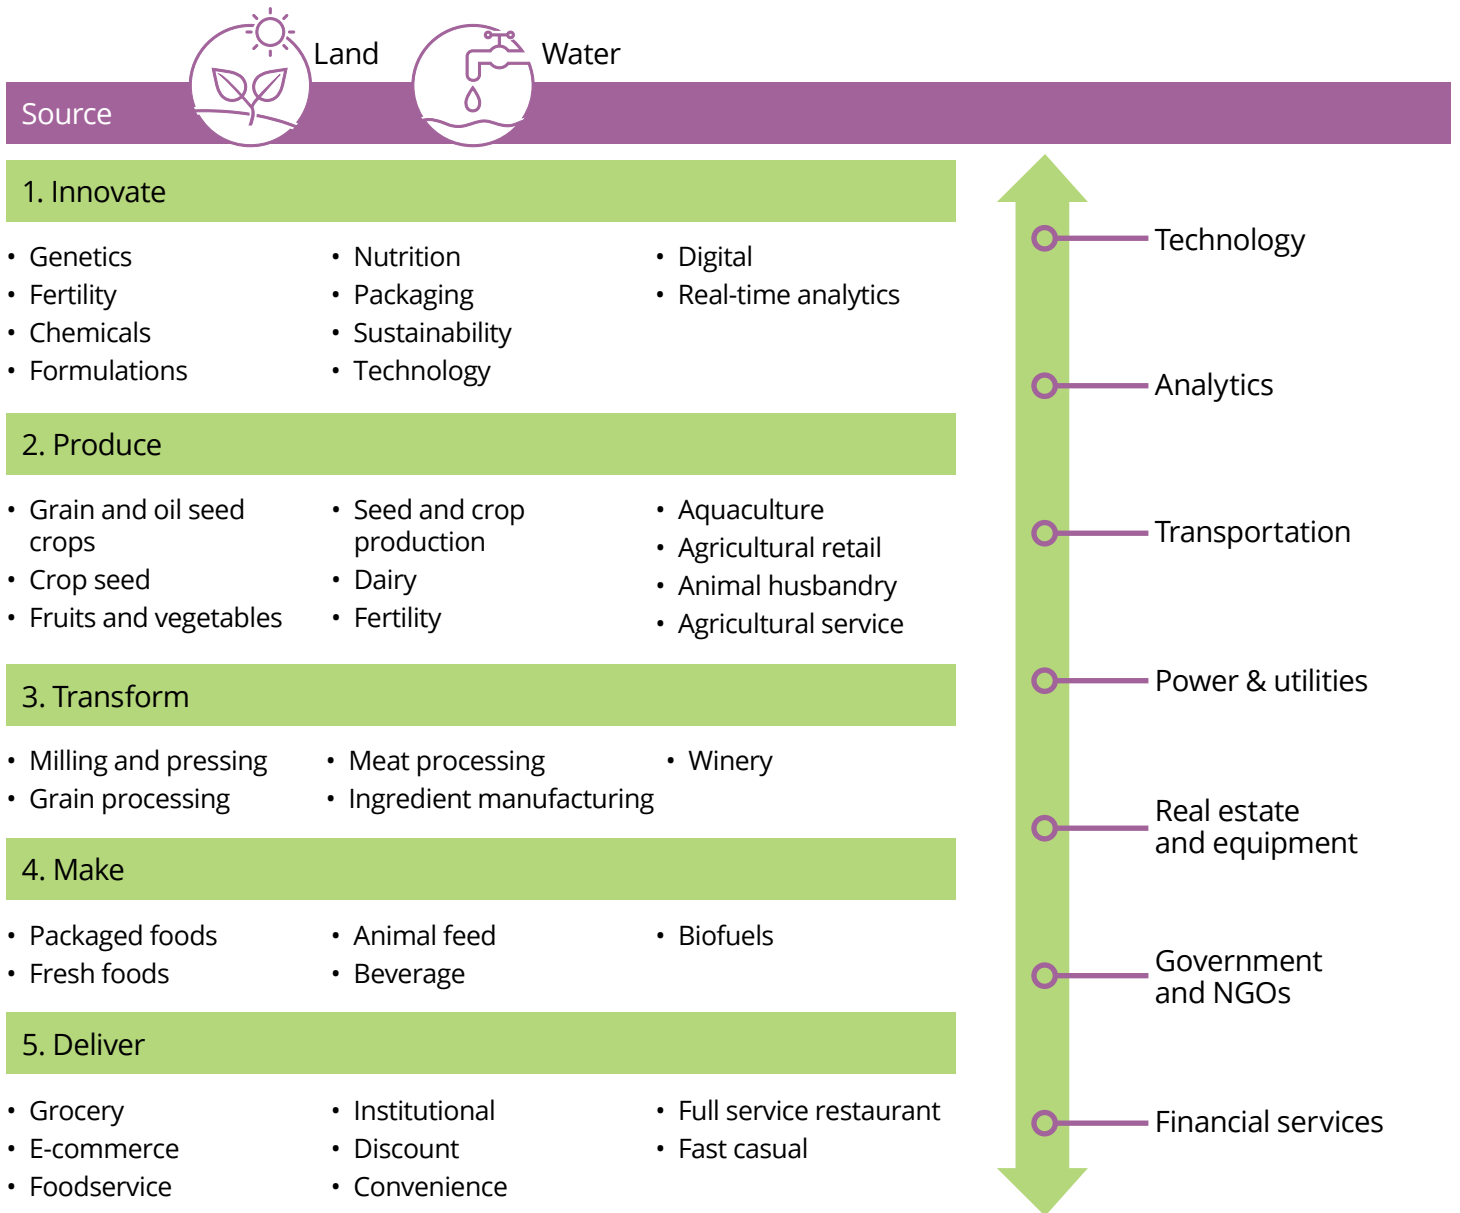 Land
Water
Source
1. Innovate
• Genetics
• Fertility
• Chemicals
• Formulations
• Nutrition
• Packaging
• Sustainability
• Technology
• Digital
• Real-time analytics
2. Produce
• Grain and oil seed
crops
• Crop seed
• Fruits and vegetables
• Seed and crop
production
• Dairy
• Fertility
• Aquaculture
• Agricultural retail
• Animal husbandry
• Agricultural service
3. Transform
• Milling and pressing
• Grain processing
• Meat processing
• Ingredient manufacturing
• Winery
4. Make
• Packaged foods
• Fresh foods
• Animal feed
• Beverage
• Biofuels
5. Deliver
• Grocery
• E-commerce
• Foodservice
• Institutional
• Discount
• Convenience
• Full service restaurant
• Fast casual
Technology
Analytics
Transportation
Power & utilities
Real estate
and equipment
Government
and NGOs
Financial services